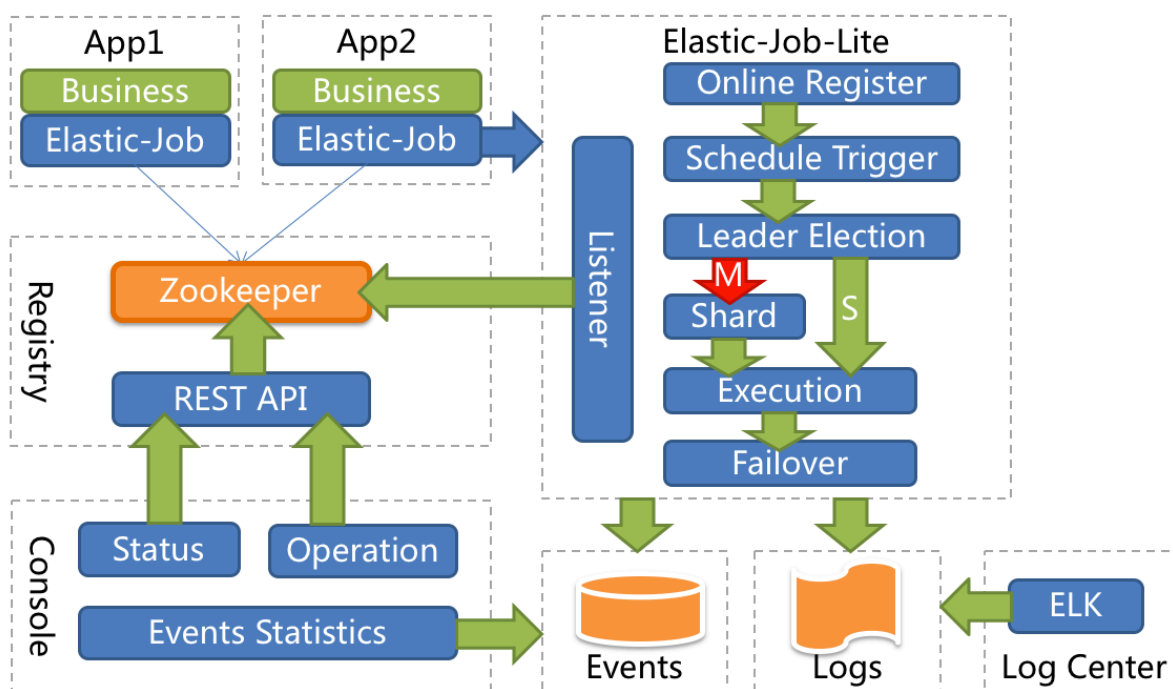 App1
Business
Elastic-Job
App2
Business
Elastic-Job
Elastic-Job-Lite
Online Register
Schedule Trigger
Leader Election
M
S
Shard
Execution
Failover
Listener
Registry
Zookeeper
REST API
Console
Status
Operation
Events Statistics
Events
Logs
ELK
Log Center